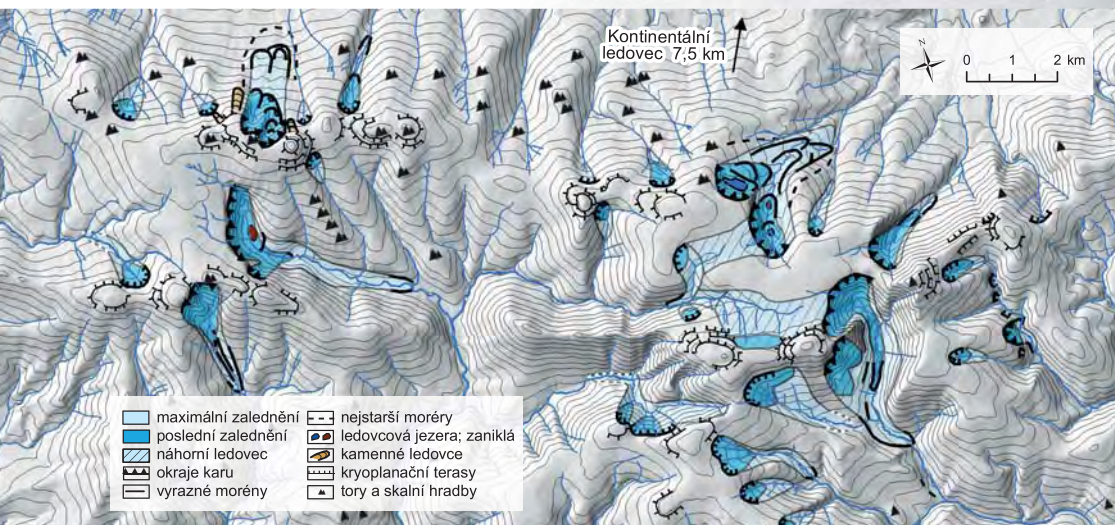 Kontinentální
ledovec 7,5 km
N
0 1 2 km
maximální zalednění
poslední zalednění
náhorní ledovec
okraje karu
vyrazné morény
nejstarší morény
ledovcová jezera; zaniklá
kamenné ledovce
kryoplanační terasy
tory a skalní hradby